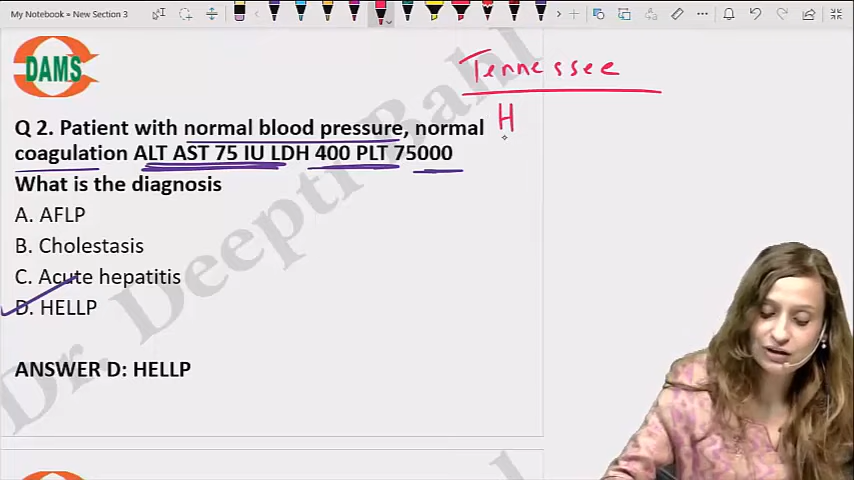 My Notebook » New Section 3
DAMS
Tennessee
H
Q 2. Patient with normal blood pressure, normal
coagulation ALT AST 75 IU LDH 400 PLT 75000
What is the diagnosis
A. AFLP
B. Cholestasis
C. Acute hepatitis
D. HELLP
ANSWER D: HELLP
Dr. Deepti Bahl